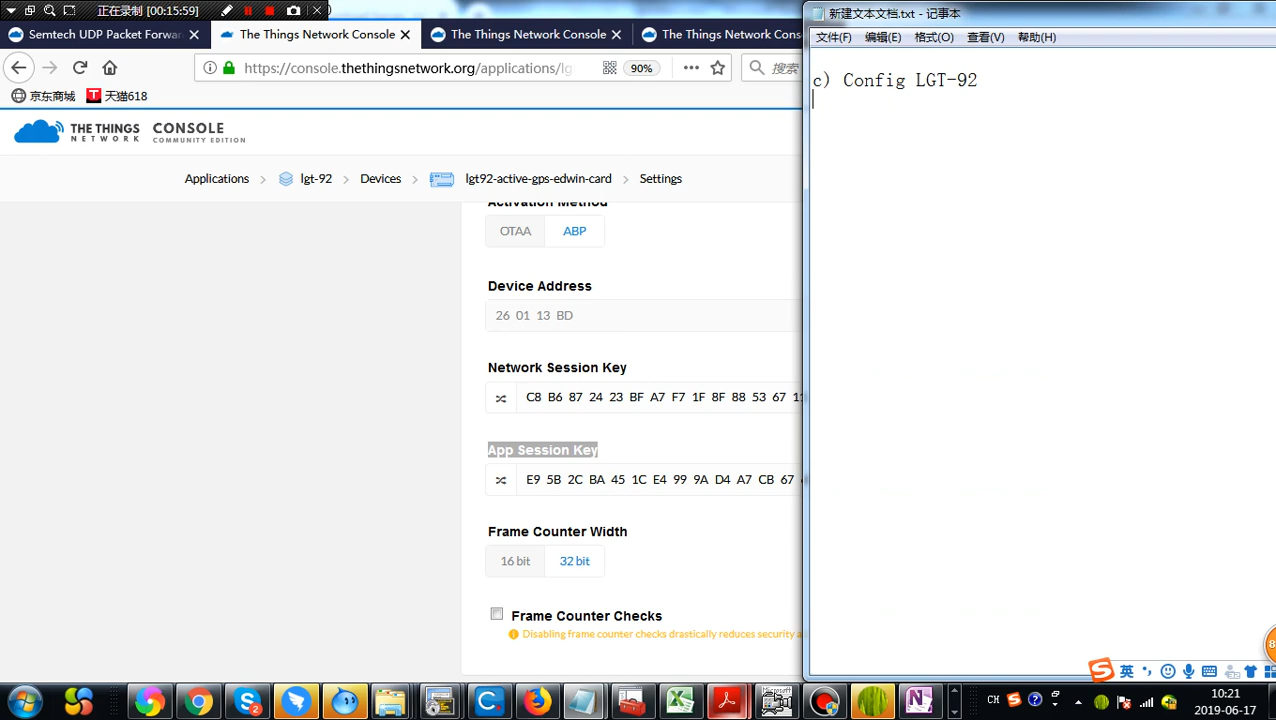 正在录制 [00:15:59]
Semtech UDP Packet Forwar
The Things Network Console
The Things Network Console
The Things Network Cons
https://console.thethingsnetwork.org/applications/lg
90%
搜索
京东商城
天猫618
THE THINGS NETWORK
CONSOLE
COMMUNITY EDITION
Applications
lgt-92
Devices
lgt92-active-gps-edwin-card
Settings
Activation Method
OTAA
ABP
Device Address
26 01 13 BD
Network Session Key
C8 B6 87 24 23 BF A7 F7 1F 8F 88 53 67 11
App Session Key
E9 5B 2C BA 45 1C E4 99 9A D4 A7 CB 67
Frame Counter Width
16 bit
32 bit
Frame Counter Checks
Disabling frame counter checks drastically reduces security a
新建文本文档.txt - 记事本
文件(F) 编辑(E) 格式(O) 查看(V) 帮助(H)
c) Config LGT-92
英
CH
10:21
2019-06-17